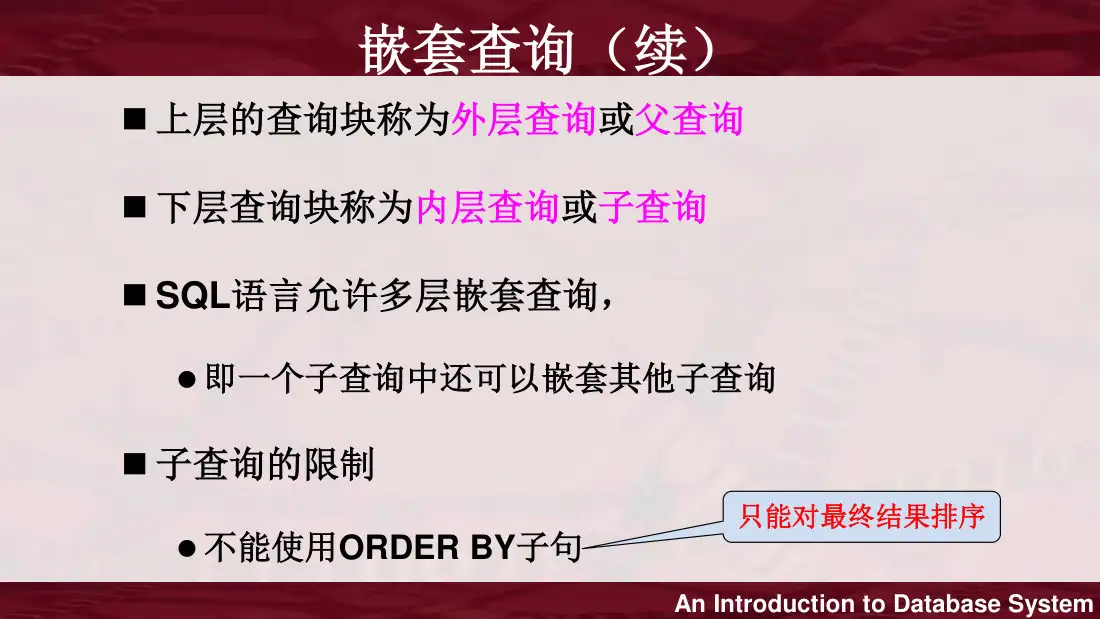 嵌套查询（续）
■ 上层的查询块称为外层查询或父查询
■ 下层查询块称为内层查询或子查询
■ SQL语言允许多层嵌套查询，
● 即一个子查询中还可以嵌套其他子查询
■ 子查询的限制
只能对最终结果排序
● 不能使用ORDER BY子句
An Introduction to Database System